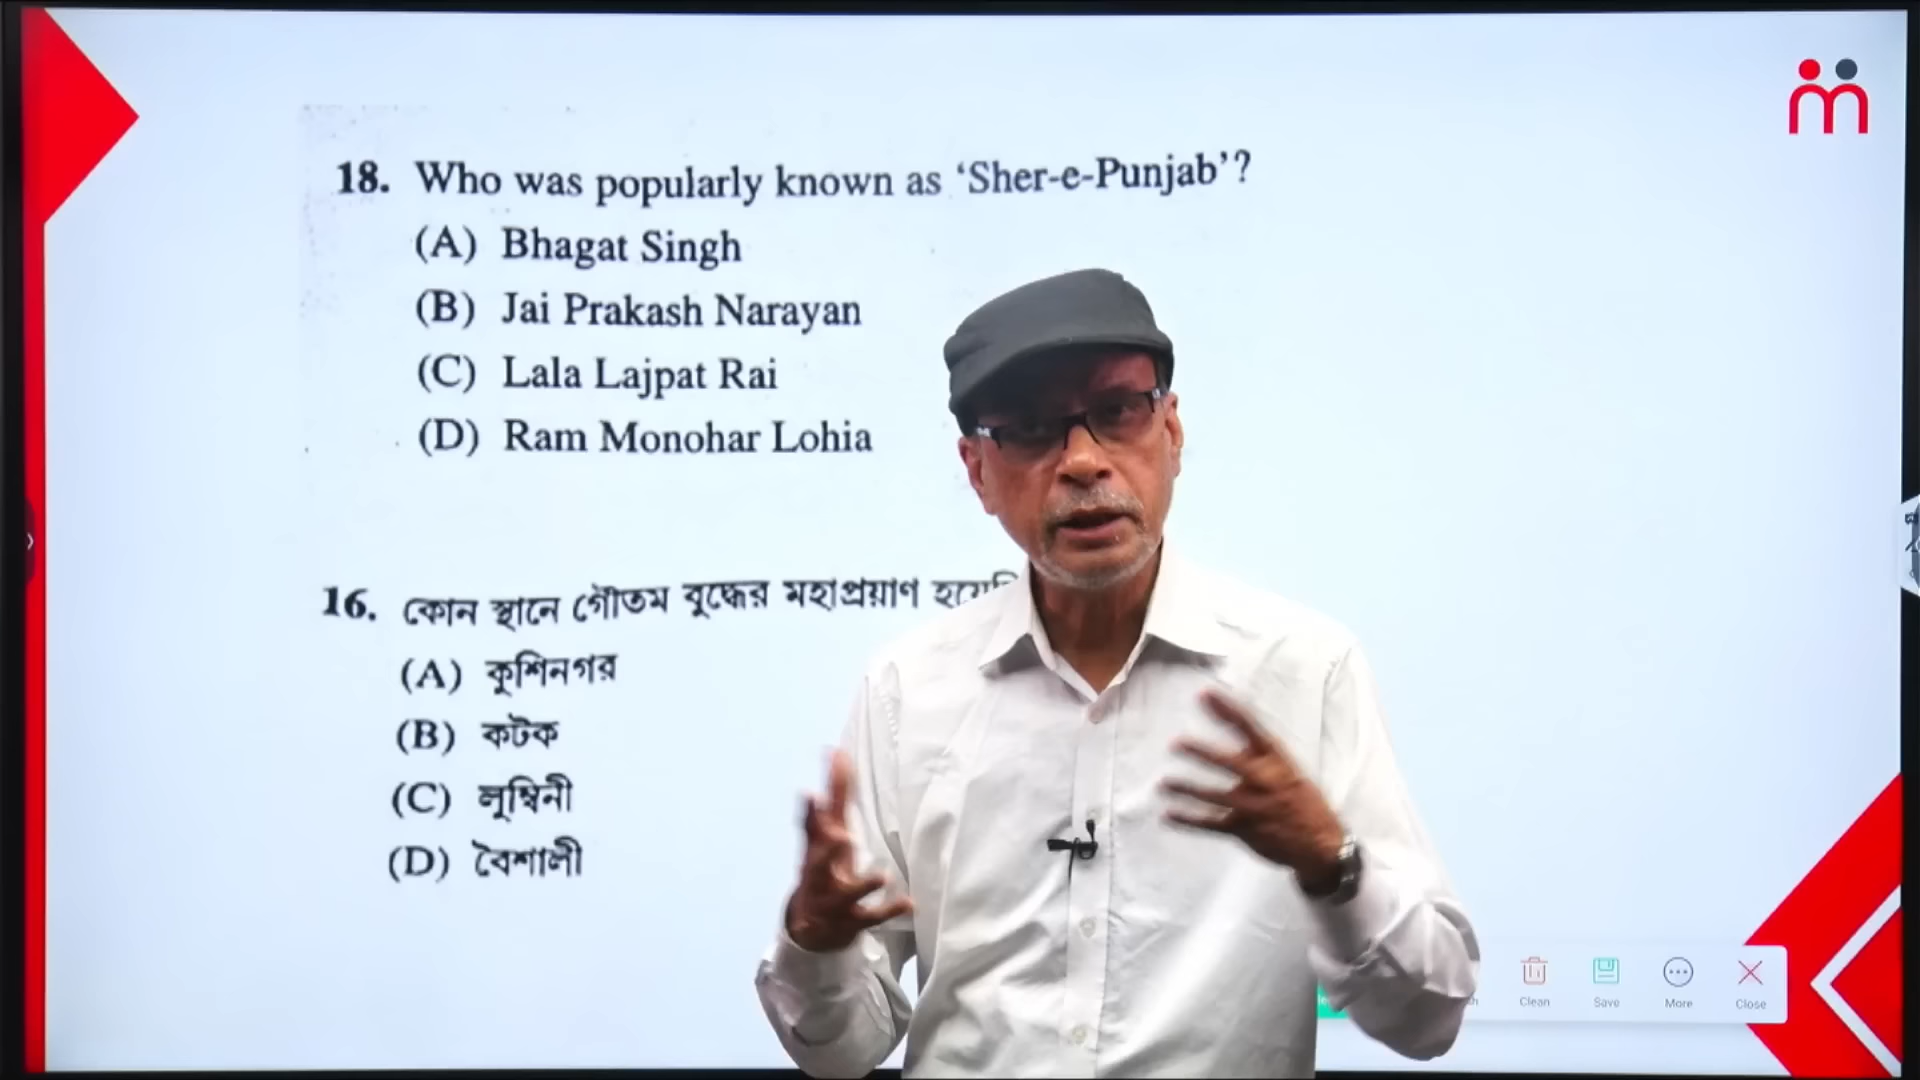 18. Who was popularly known as ‘Sher-e-Punjab’?
(A) Bhagat Singh
(B) Jai Prakash Narayan
(C) Lala Lajpat Rai
(D) Ram Monohar Lohia
16. কোন স্থানে গৌতম বুদ্ধের মহাপ্রয়াণ
(A) কুশিনগর
(B) কটক
(C) লুম্বিনী
(D) বৈশালী
Clean Save More Close